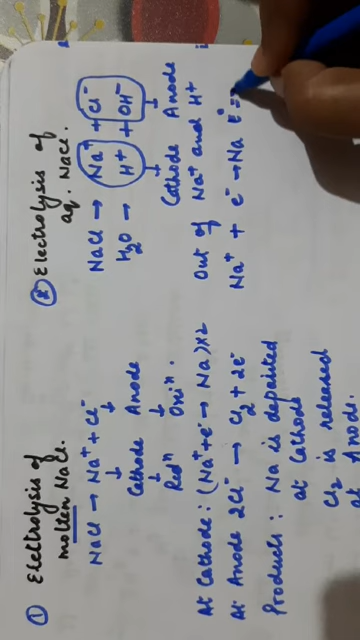 ① Electrolysis of
molten NaCl.
NaCl → Na⁺ + Cl⁻
↓ ↓
Cathode Anode
↓ ↓
Redⁿ Oxiⁿ.
At Cathode : (Na⁺ + e⁻ → Na) × 2
At Anode 2Cl⁻ → Cl₂ + 2e⁻
Products : Na is deposited
at Cathode
Cl₂ is released
at Anode.
② Electrolysis of
aq. NaCl.
NaCl → Na⁺ + Cl⁻
H₂O → H⁺ + OH⁻
↓ ↓
Cathode Anode
Out of Na⁺ and H⁺
Na⁺ + e⁻ → Na E° =